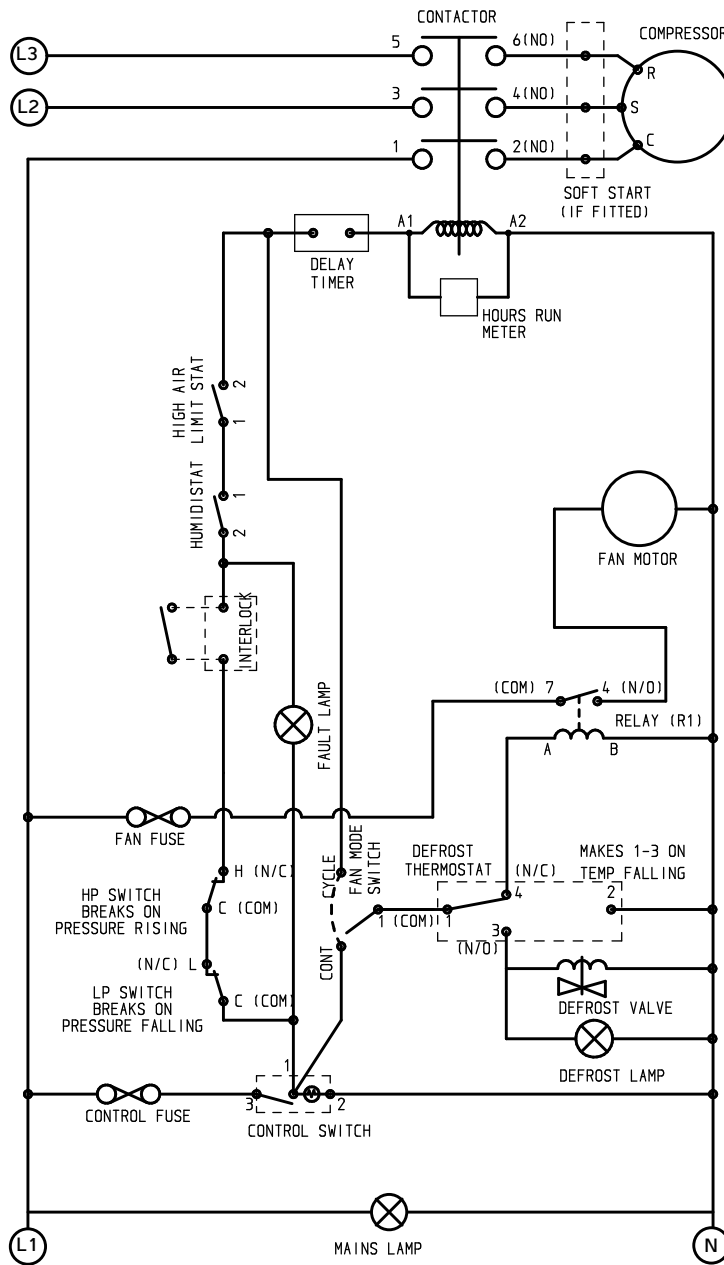 CONTACTOR
COMPRESSOR
L3
5
6(NO)
R
L2
3
4(NO)
S
1
2(NO)
C
SOFT START
(IF FITTED)
A1
A2
DELAY
TIMER
HOURS RUN
METER
HIGH AIR
LIMIT STAT
2
1
HUMIDISTAT
1
2
FAN MOTOR
INTERLOCK
FAULT LAMP
(COM) 7
4 (N/O)
RELAY (R1)
A
B
FAN FUSE
CYCLE
FAN MODE
SWITCH
CONT
1 (COM)
DEFROST
THERMOSTAT
(N/C)
MAKES 1-3 ON
TEMP FALLING
1
4
2
3
(N/O)
H (N/C)
HP SWITCH
BREAKS ON
PRESSURE RISING
C (COM)
(N/C) L
LP SWITCH
BREAKS ON
PRESSURE FALLING
C (COM)
DEFROST VALVE
DEFROST LAMP
1
3
2
CONTROL FUSE
CONTROL SWITCH
MAINS LAMP
L1
N